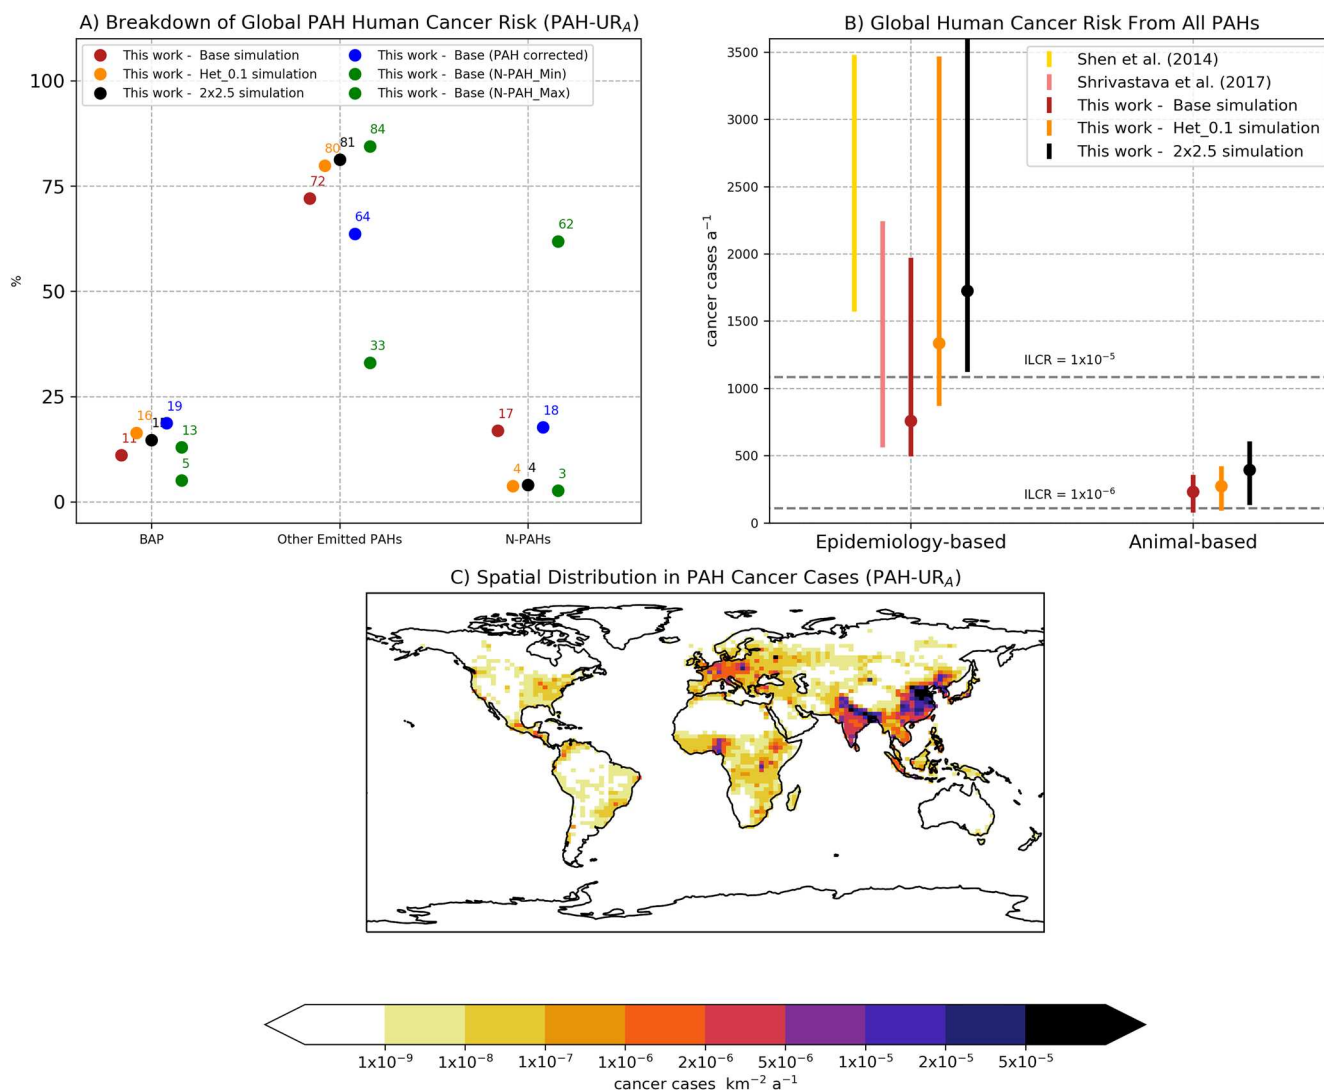 A) Breakdown of Global PAH Human Cancer Risk (PAH-URA)
This work - Base simulation
This work - Het_0.1 simulation
This work - 2x2.5 simulation
This work - Base (PAH corrected)
This work - Base (N-PAH_Min)
This work - Base (N-PAH_Max)
%
100
75
50
25
0
11
16
19
13
5
72
80
81
84
64
33
17
4
4
18
62
3
BAP
Other Emitted PAHs
N-PAHs
B) Global Human Cancer Risk From All PAHs
Shen et al. (2014)
Shrivastava et al. (2017)
This work - Base simulation
This work - Het_0.1 simulation
This work - 2x2.5 simulation
cancer cases a⁻¹
3500
3000
2500
2000
1500
1000
500
0
ILCR = 1x10⁻⁵
ILCR = 1x10⁻⁶
Epidemiology-based
Animal-based
C) Spatial Distribution in PAH Cancer Cases (PAH-URA)
1x10⁻⁹ 1x10⁻⁸ 1x10⁻⁷ 1x10⁻⁶ 2x10⁻⁶ 5x10⁻⁶ 1x10⁻⁵ 2x10⁻⁵ 5x10⁻⁵
cancer cases km⁻² a⁻¹